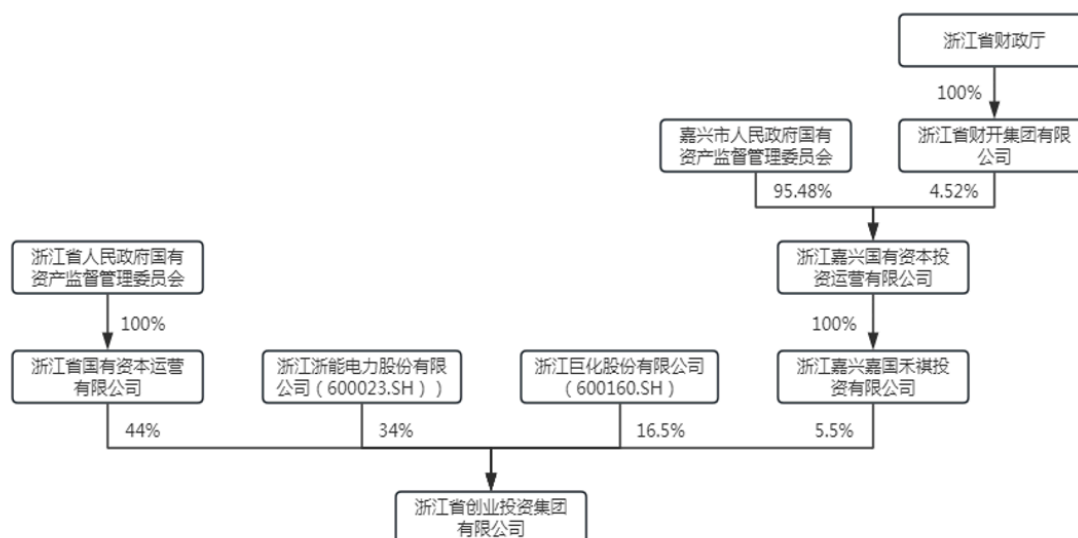 浙江省财政厅
100%
嘉兴市人民政府国有
资产监督管理委员会
浙江省财开集团有限
公司
95.48%
4.52%
浙江省人民政府国有
资产监督管理委员会
浙江嘉兴国有资本投
资运营有限公司
100%
100%
浙江省国有资本运营
有限公司
浙江浙能电力股份有限
公司（600023.SH））
浙江巨化股份有限公司
（600160.SH）
浙江嘉兴嘉国禾祺投
资有限公司
44%
34%
16.5%
5.5%
浙江省创业投资集团
有限公司